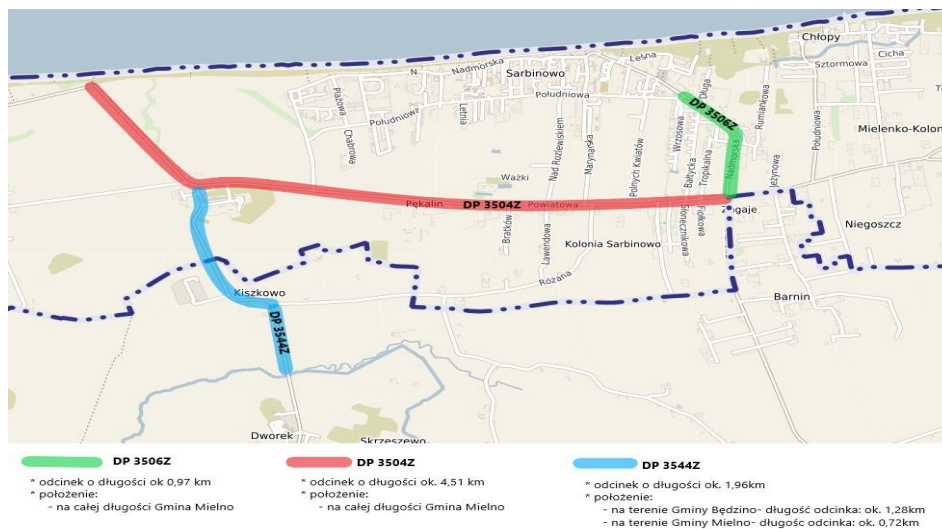 Chłopy
Cicha
Sztormowa
Leśna
Nadmorska
N
Sarbinowo
Długa
Południowa
Plażowa
Letnia
DP 3506Z
Rumiankowa
Południowa
Chabrowa
Nad Rozlewiskiem
Marynarska
Polnych Kwiatów
Wrzosowa
Bałtycka
Tropikalna
Nadmorska
Jeżynowa
Południowa
Mielenko-Kolon
Ważki
Pękalin
DP 3504Z
Powiatowa
Zagaje
Niegoszcz
Bratków
Lawendowa
Kolonia Sarbinowo
Słonecznikowa
Fiołkowa
Różana
Kiszkowo
Barnin
DP 3544Z
Dworek
Skrzeszewo
DP 3506Z
* odcinek o długości ok 0,97 km
* położenie:
- na całej długości Gmina Mielno
DP 3504Z
* odcinek o długości ok. 4,51 km
* położenie:
- na całej długości Gmina Mielno
DP 3544Z
* odcinek o długości ok. 1,96km
* położenie:
- na terenie Gminy Będzino- długość odcinka: ok. 1,28km
- na terenie Gminy Mielno- długość odcinka: ok. 0,72km